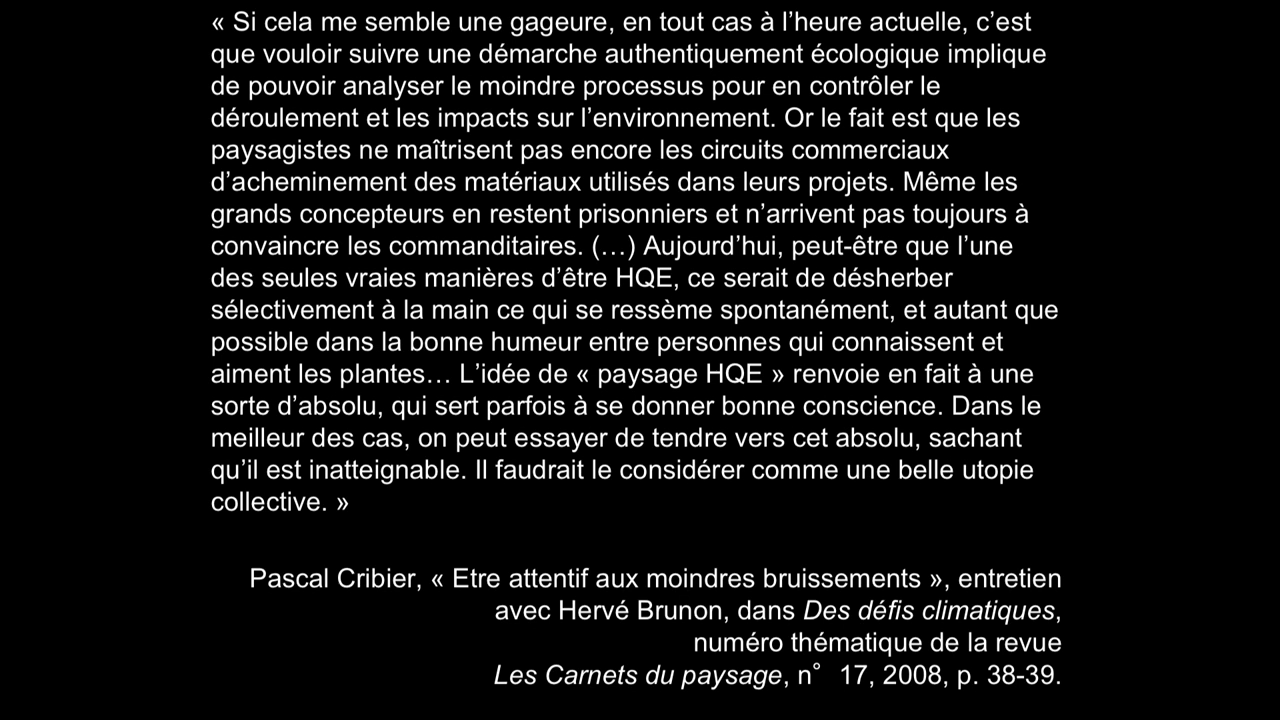 « Si cela me semble une gageure, en tout cas à l’heure actuelle, c’est
que vouloir suivre une démarche authentiquement écologique implique
de pouvoir analyser le moindre processus pour en contrôler le
déroulement et les impacts sur l’environnement. Or le fait est que les
paysagistes ne maîtrisent pas encore les circuits commerciaux
d’acheminement des matériaux utilisés dans leurs projets. Même les
grands concepteurs en restent prisonniers et n’arrivent pas toujours à
convaincre les commanditaires. (…) Aujourd’hui, peut-être que l’une
des seules vraies manières d’être HQE, ce serait de désherber
sélectivement à la main ce qui se ressème spontanément, et autant que
possible dans la bonne humeur entre personnes qui connaissent et
aiment les plantes… L’idée de « paysage HQE » renvoie en fait à une
sorte d’absolu, qui sert parfois à se donner bonne conscience. Dans le
meilleur des cas, on peut essayer de tendre vers cet absolu, sachant
qu’il est inatteignable. Il faudrait le considérer comme une belle utopie
collective. »
Pascal Cribier, « Etre attentif aux moindres bruissements », entretien
avec Hervé Brunon, dans Des défis climatiques,
numéro thématique de la revue
Les Carnets du paysage, n° 17, 2008, p. 38-39.